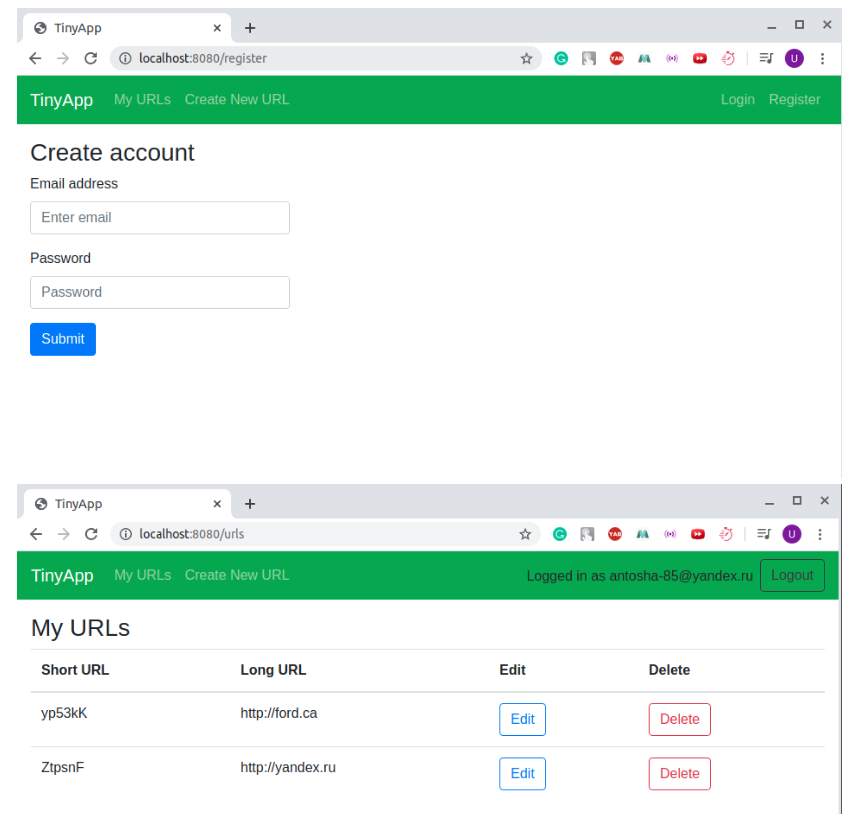 TinyApp
localhost:8080/register
YAB
U
TinyApp My URLs Create New URL Login Register
Create account
Email address
Enter email
Password
Password
Submit
TinyApp
localhost:8080/urls
YAB
U
TinyApp My URLs Create New URL Logged in as antosha-85@yandex.ru Logout
My URLs
Short URL Long URL Edit Delete
yp53kK http://ford.ca Edit Delete
ZtpsnF http://yandex.ru Edit Delete